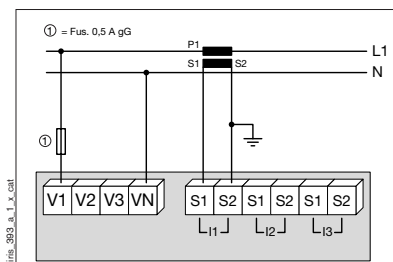 ① = Fus. 0,5 A gG
P1
L1
S1 S2
N
①
V1 V2 V3 VN S1 S2 S1 S2 S1 S2
I1 I2 I3
iris_393_a_1_x_cat